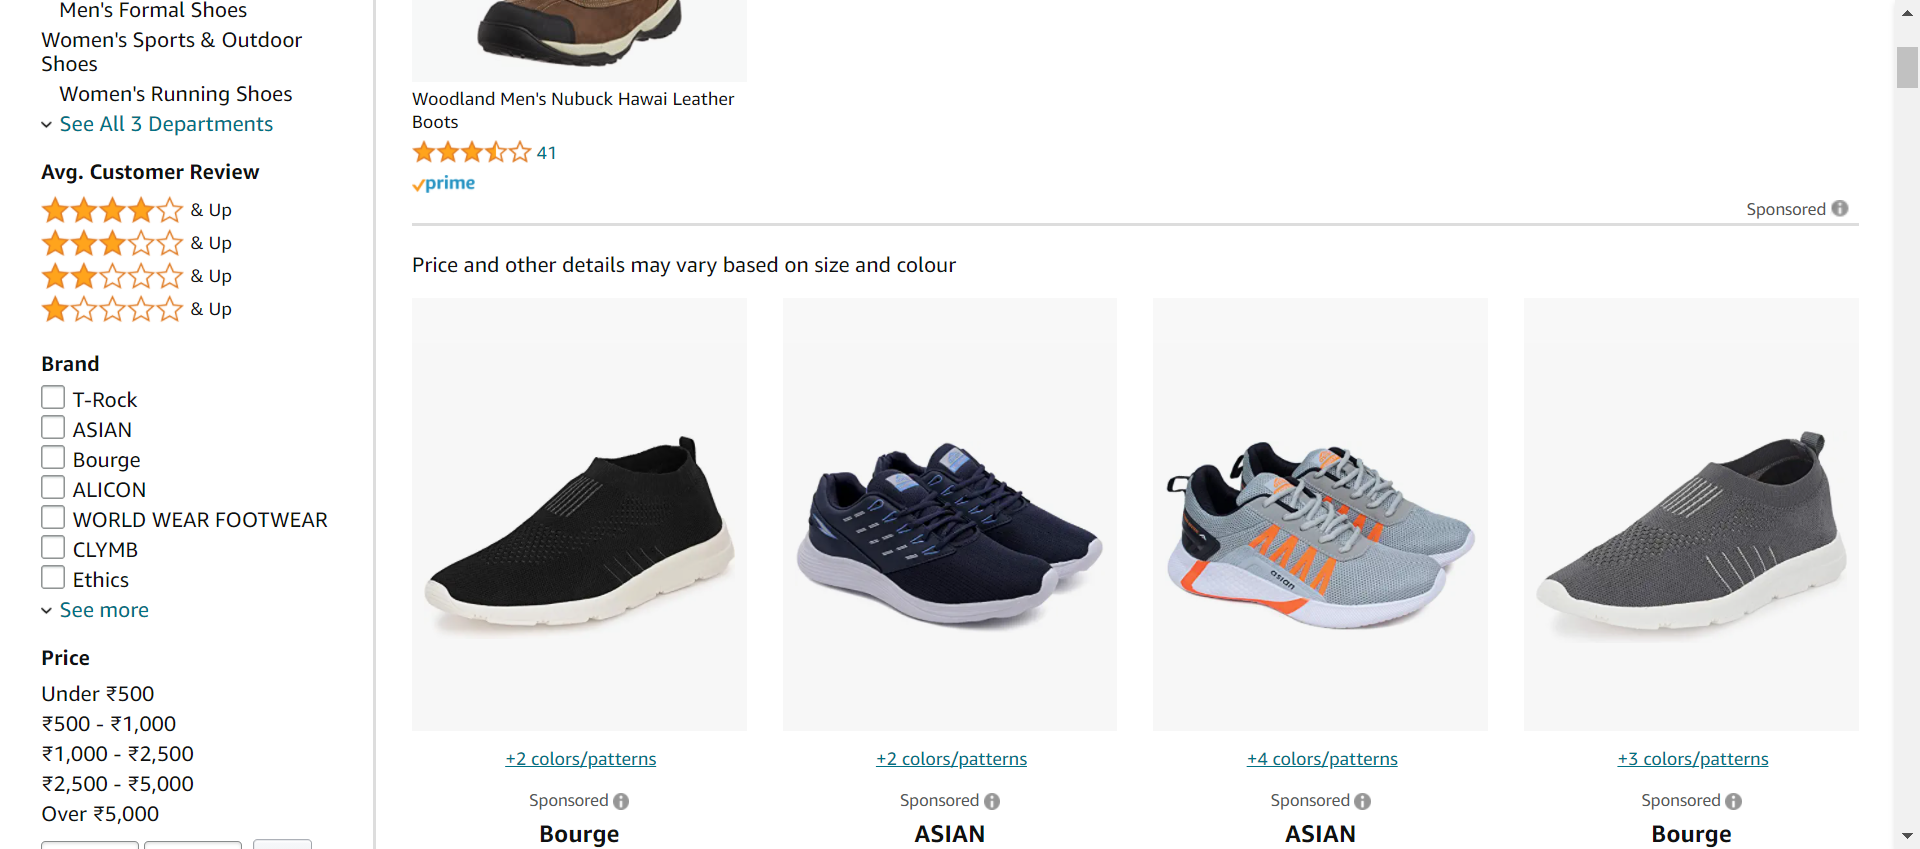 Men's Formal Shoes
Women's Sports & Outdoor
Shoes
Women's Running Shoes
See All 3 Departments
Avg. Customer Review
& Up
& Up
& Up
& Up
Brand
T-Rock
ASIAN
Bourge
ALICON
WORLD WEAR FOOTWEAR
CLYMB
Ethics
See more
Price
Under ₹500
₹500 - ₹1,000
₹1,000 - ₹2,500
₹2,500 - ₹5,000
Over ₹5,000
Woodland Men's Nubuck Hawai Leather
Boots
41
prime
Sponsored
Price and other details may vary based on size and colour
asian
+2 colors/patterns
Sponsored
Bourge
+2 colors/patterns
Sponsored
ASIAN
+4 colors/patterns
Sponsored
ASIAN
+3 colors/patterns
Sponsored
Bourge